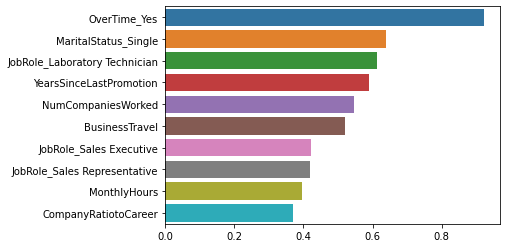 OverTime_Yes
MaritalStatus_Single
JobRole_Laboratory Technician
YearsSinceLastPromotion
NumCompaniesWorked
BusinessTravel
JobRole_Sales Executive
JobRole_Sales Representative
MonthlyHours
CompanyRatiotoCareer
0.0 0.2 0.4 0.6 0.8